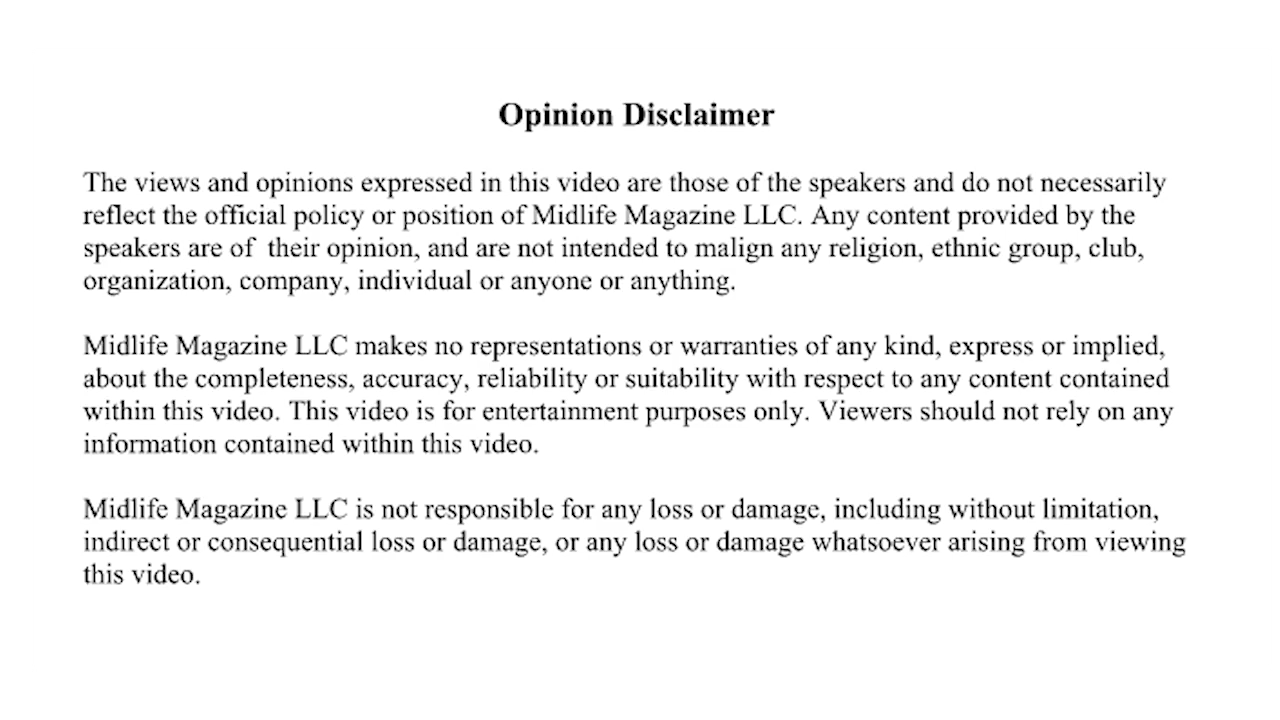 Opinion Disclaimer
The views and opinions expressed in this video are those of the speakers and do not necessarily
reflect the official policy or position of Midlife Magazine LLC. Any content provided by the
speakers are of  their opinion, and are not intended to malign any religion, ethnic group, club,
organization, company, individual or anyone or anything.
Midlife Magazine LLC makes no representations or warranties of any kind, express or implied,
about the completeness, accuracy, reliability or suitability with respect to any content contained
within this video. This video is for entertainment purposes only. Viewers should not rely on any
information contained within this video.
Midlife Magazine LLC is not responsible for any loss or damage, including without limitation,
indirect or consequential loss or damage, or any loss or damage whatsoever arising from viewing
this video.